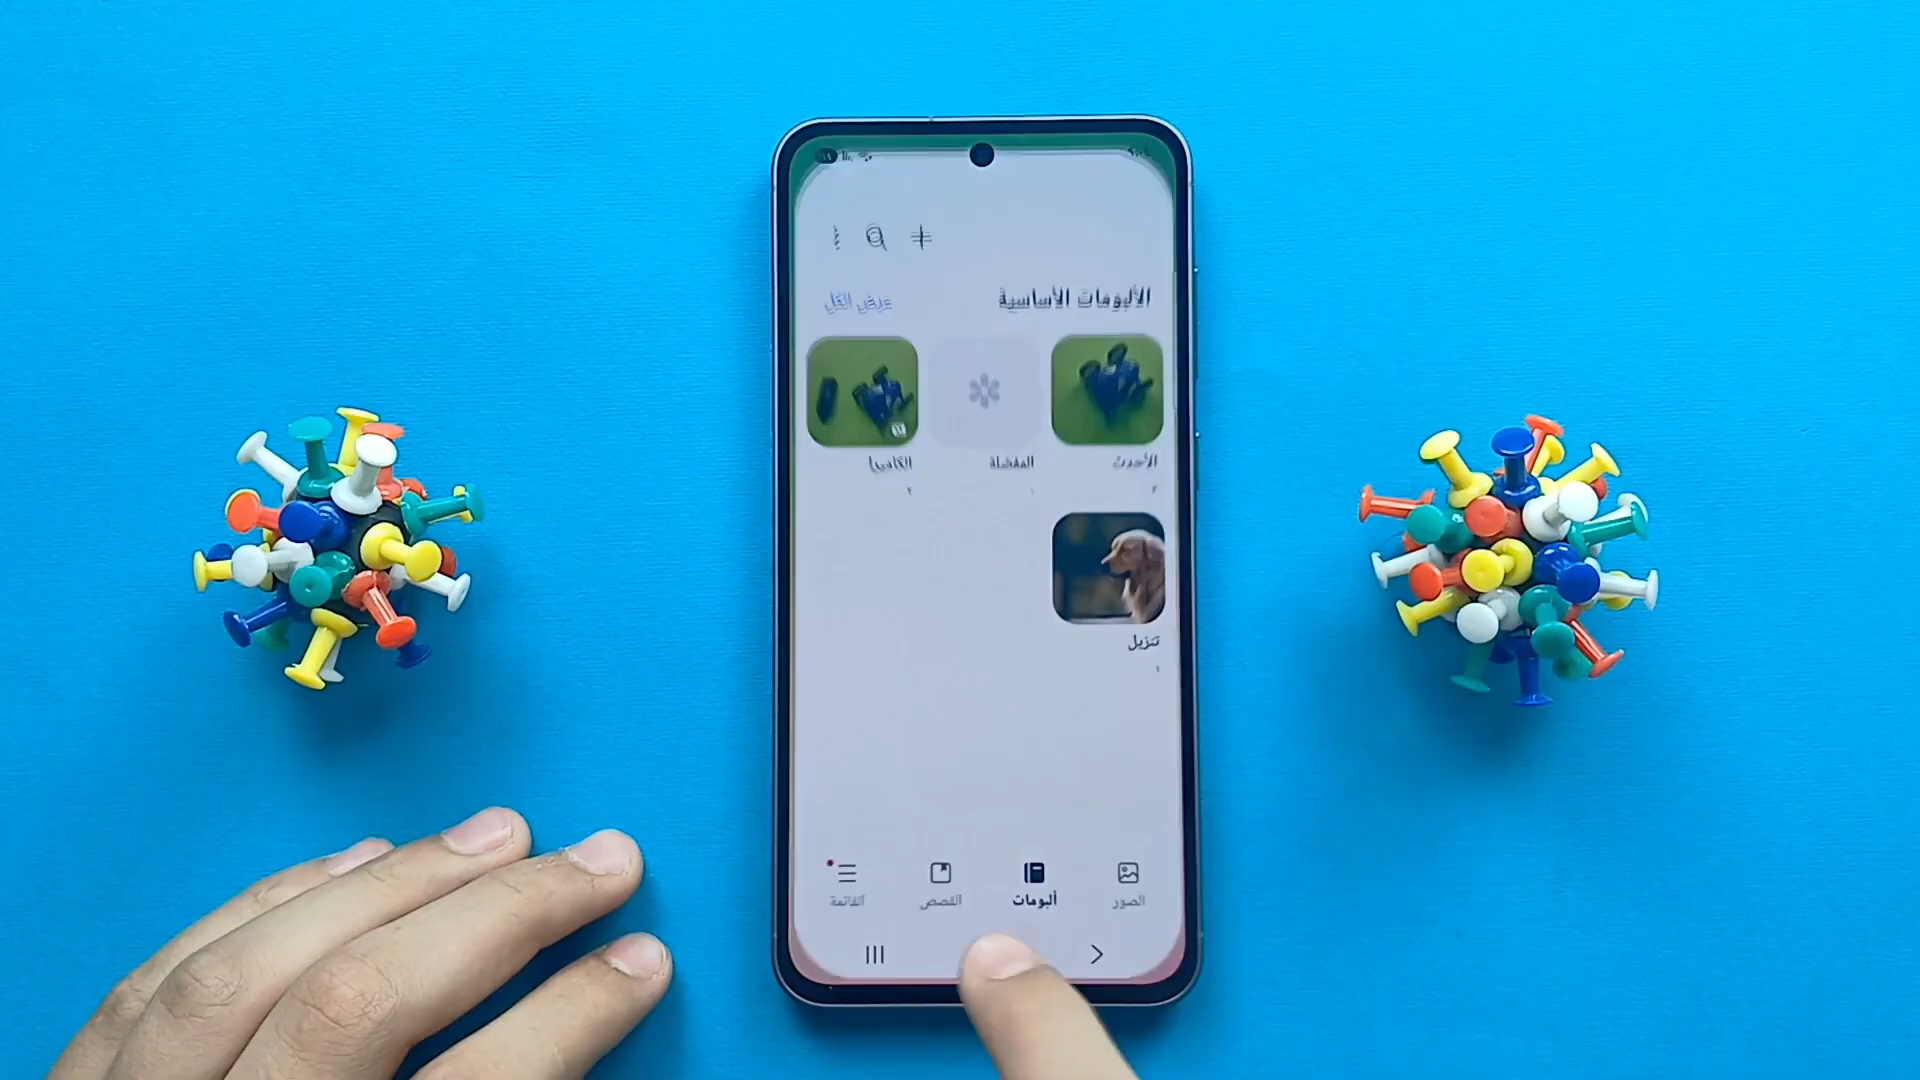 الألبومات الأساسية
عرض الكل
الأحدث
المفضلة
الكاميرا
تنزيل
الصور
ألبومات
القصص
القائمة